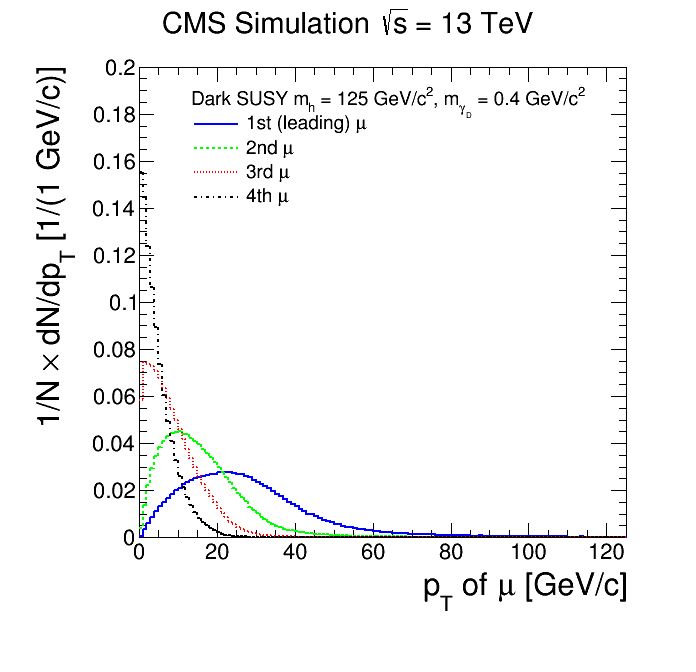 CMS Simulation √s = 13 TeV
1/N × dN/dp_T [1/(1 GeV/c)]
0.2
0.18
0.16
0.14
0.12
0.1
0.08
0.06
0.04
0.02
0
Dark SUSY m_h = 125 GeV/c², m_γ_D = 0.4 GeV/c²
1st (leading) μ
2nd μ
3rd μ
4th μ
0 20 40 60 80 100 120
p_T of μ [GeV/c]